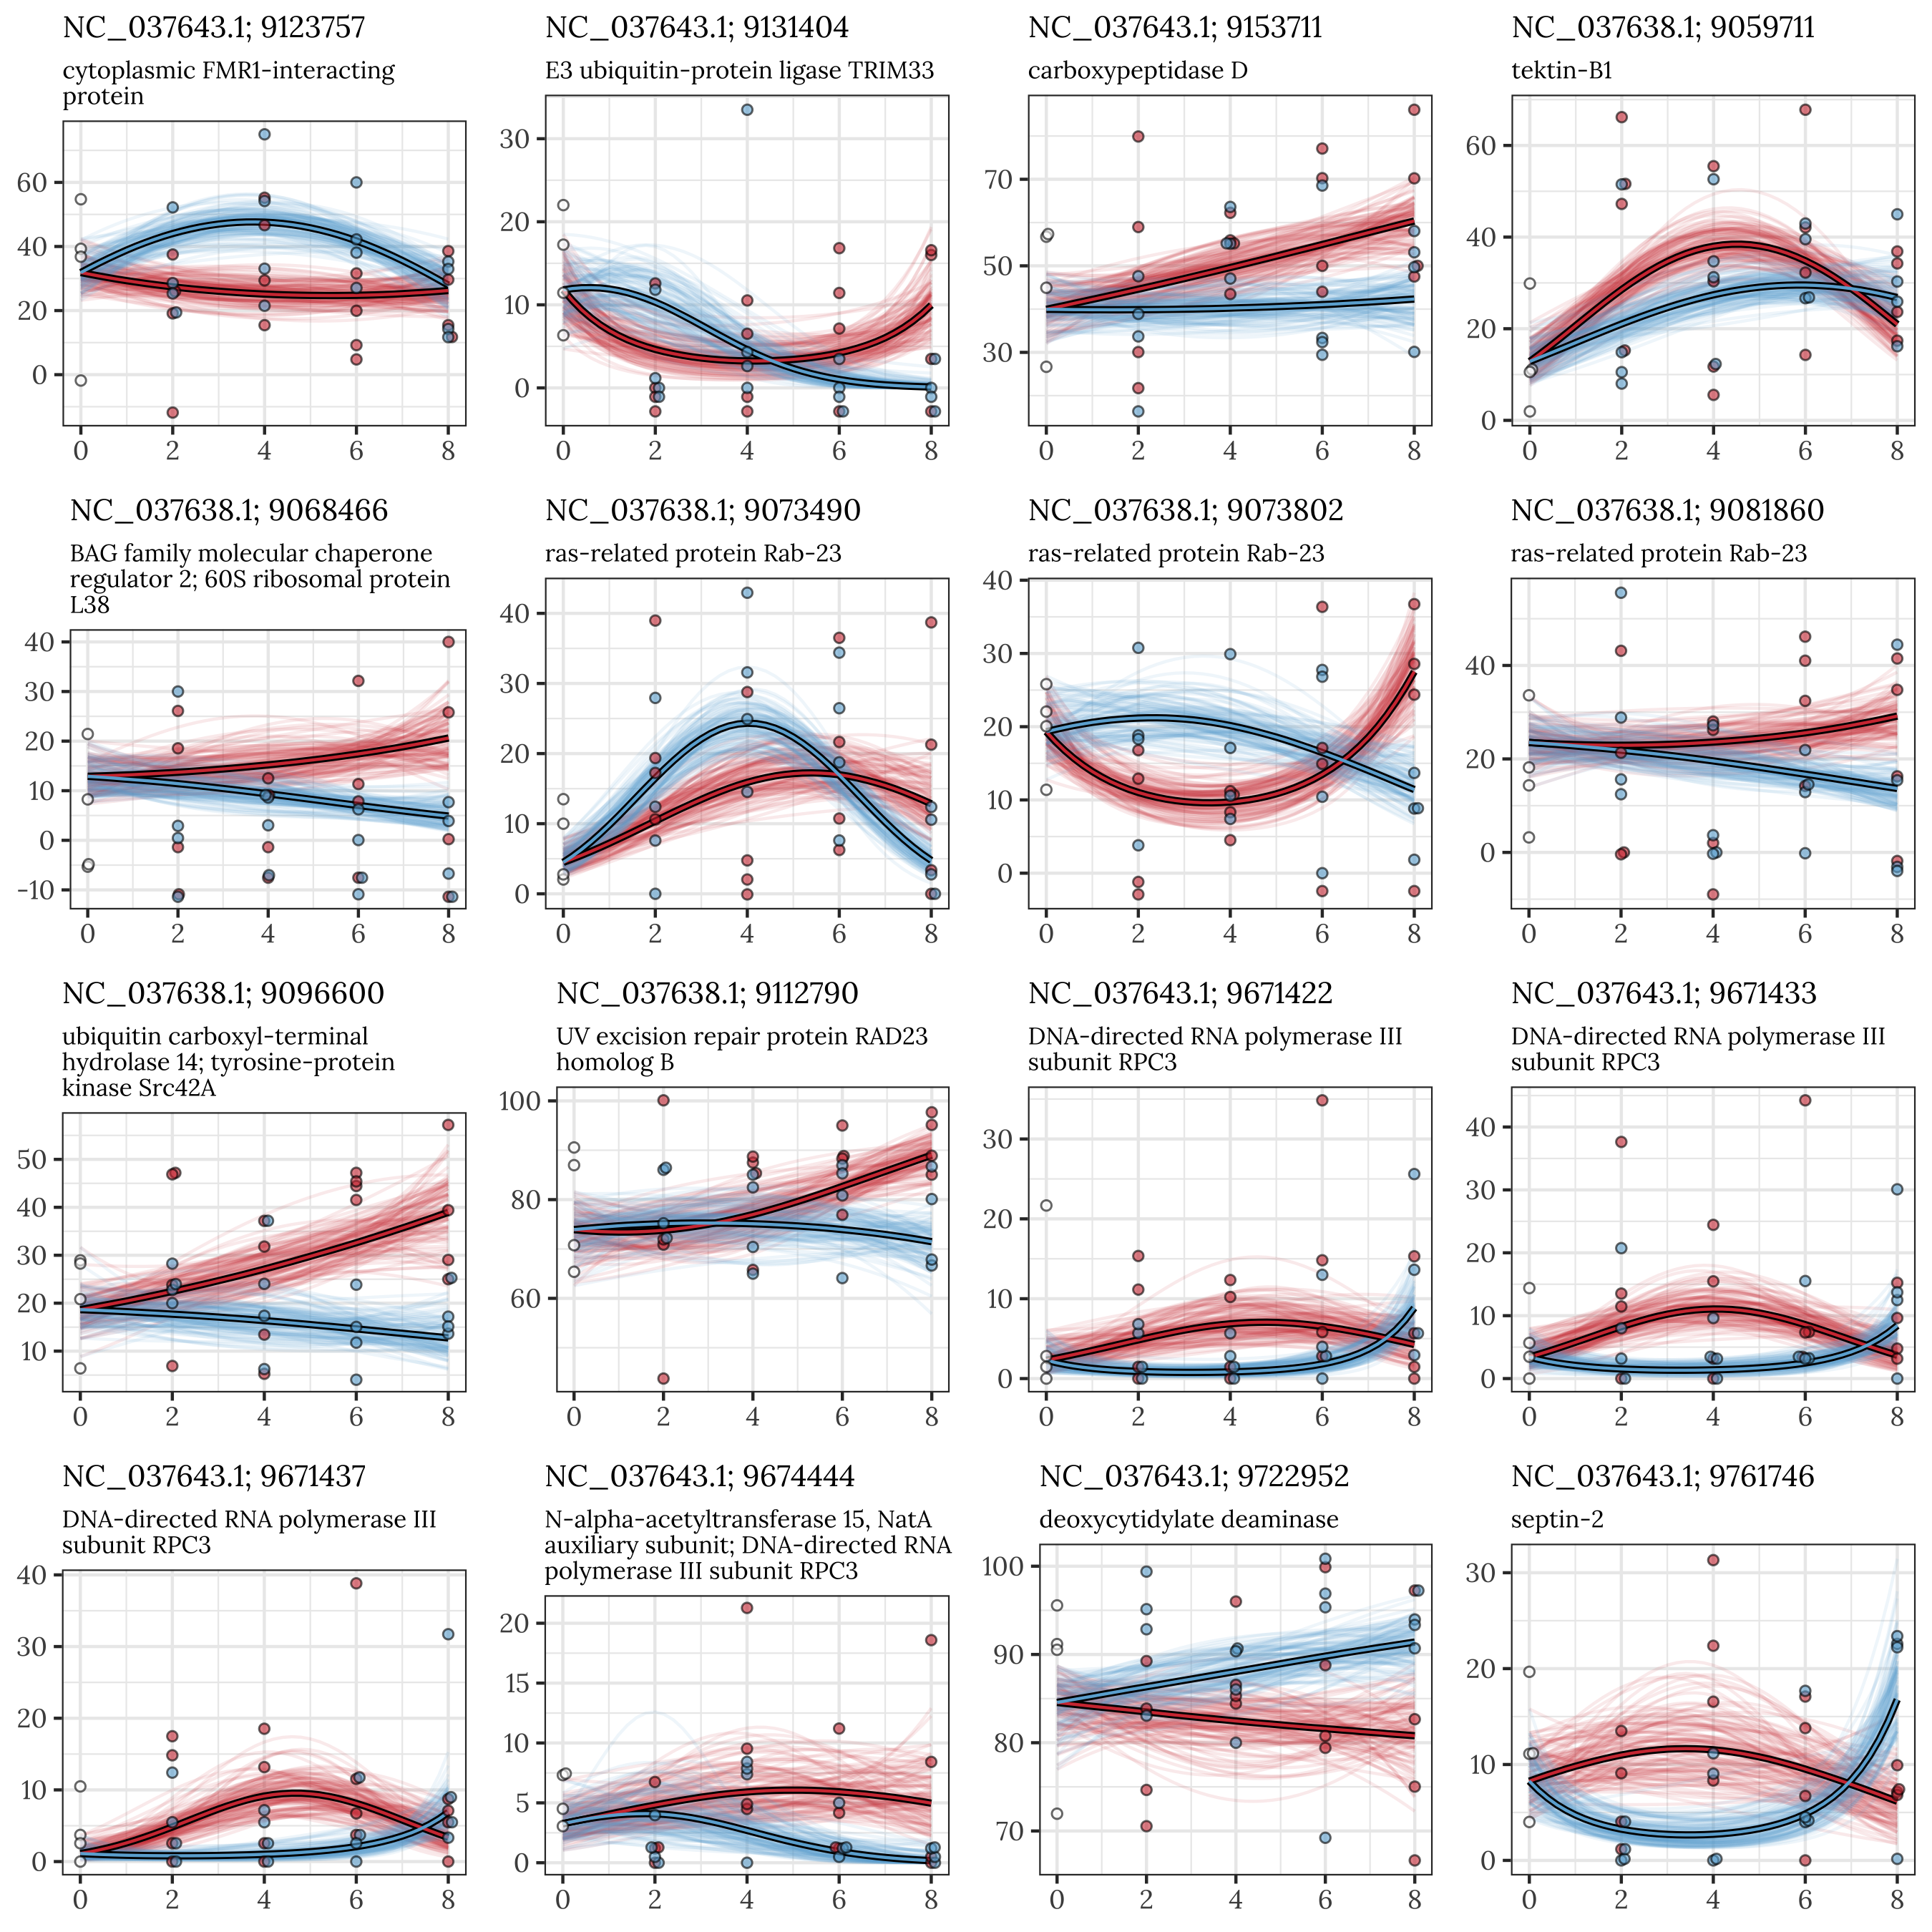 NC_037643.1; 9123757
cytoplasmic FMR1-interacting
protein
60
40
20
0
0 2 4 6 8
NC_037643.1; 9131404
E3 ubiquitin-protein ligase TRIM33
30
20
10
0
0 2 4 6 8
NC_037643.1; 9153711
carboxypeptidase D
70
50
30
0 2 4 6 8
NC_037638.1; 9059711
tektin-B1
60
40
20
0
0 2 4 6 8
NC_037638.1; 9068466
BAG family molecular chaperone
regulator 2; 60S ribosomal protein
L38
40
30
20
10
0
-10
0 2 4 6 8
NC_037638.1; 9073490
ras-related protein Rab-23
40
30
20
10
0
0 2 4 6 8
NC_037638.1; 9073802
ras-related protein Rab-23
40
30
20
10
0
0 2 4 6 8
NC_037638.1; 9081860
ras-related protein Rab-23
40
20
0
0 2 4 6 8
NC_037638.1; 9096600
ubiquitin carboxyl-terminal
hydrolase 14; tyrosine-protein
kinase Src42A
50
40
30
20
10
0 2 4 6 8
NC_037638.1; 9112790
UV excision repair protein RAD23
homolog B
100
80
60
0 2 4 6 8
NC_037643.1; 9671422
DNA-directed RNA polymerase III
subunit RPC3
30
20
10
0
0 2 4 6 8
NC_037643.1; 9671433
DNA-directed RNA polymerase III
subunit RPC3
40
30
20
10
0
0 2 4 6 8
NC_037643.1; 9671437
DNA-directed RNA polymerase III
subunit RPC3
40
30
20
10
0
0 2 4 6 8
NC_037643.1; 9674444
N-alpha-acetyltransferase 15, NatA
auxiliary subunit; DNA-directed RNA
polymerase III subunit RPC3
20
15
10
5
0
0 2 4 6 8
NC_037643.1; 9722952
deoxycytidylate deaminase
100
90
80
70
0 2 4 6 8
NC_037643.1; 9761746
septin-2
30
20
10
0
0 2 4 6 8